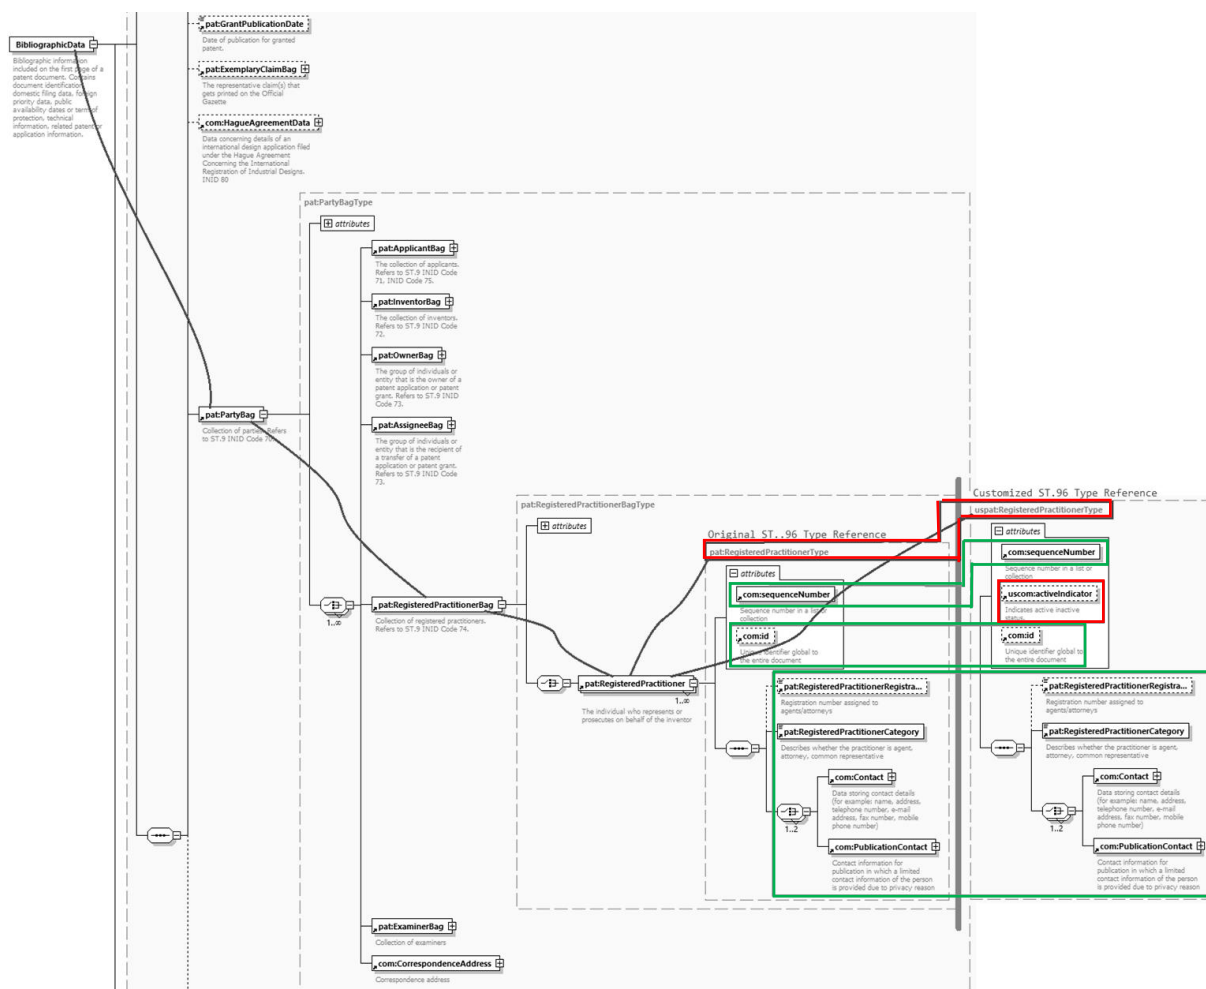 pat:GrantPublicationDate
Date of publication for granted
patent.
BibliographicData
Bibliographic information
included on the first page of a
patent document. Contains
document identification,
domestic filing data, foreign
priority data, public
availability dates or term of
protection, technical
information, related patent or
application information.
pat:ExemplaryClaimBag
The representative claim(s) that
gets printed on the Official
Gazette
com:HagueAgreementData
Data concerning details of an
international design application filed
under the Hague Agreement
Concerning the International
Registration of Industrial Designs.
INID 80
pat:PartyBagType
attributes
pat:ApplicantBag
The collection of applicants.
Refers to ST.9 INID Code
71, INID Code 75.
pat:InventorBag
The collection of inventors.
Refers to ST.9 INID Code
72.
pat:OwnerBag
The group of individuals or
entity that is the owner of a
patent application or patent
grant. Refers to ST.9 INID
Code 73.
pat:PartyBag
Collection of parties. Refers
to ST.9 INID Code 70.
pat:AssigneeBag
The group of individuals or
entity that is the recipient of
a transfer of a patent
application or patent grant.
Refers to ST.9 INID Code
73.
pat:RegisteredPractitionerBagType
attributes
pat:RegisteredPractitionerBag
Collection of registered practitioners.
Refers to ST.9 INID Code 74.
1..∞
pat:RegisteredPractitioner
1..∞
The individual who represents or
prosecutes on behalf of the inventor
Original ST..96 Type Reference
pat:RegisteredPractitionerType
attributes
com:sequenceNumber
Sequence number in a list or
collection
com:id
Unique identifier global to
the entire document
pat:RegisteredPractitionerRegistra...
Registration number assigned to
agents/attorneys
pat:RegisteredPractitionerCategory
Describes whether the practitioner is agent,
attorney, common representative
com:Contact
Data storing contact details
(for example: name, address,
telephone number, e-mail
address, fax number, mobile
phone number)
1..2
com:PublicationContact
Contact information for
publication in which a limited
contact information of the person
is provided due to privacy reason
Customized ST.96 Type Reference
uspat:RegisteredPractitionerType
attributes
com:sequenceNumber
Sequence number in a list or
collection
uscom:activeIndicator
Indicates active inactive
status.
com:id
Unique identifier global to
the entire document
pat:RegisteredPractitionerRegistra...
Registration number assigned to
agents/attorneys
pat:RegisteredPractitionerCategory
Describes whether the practitioner is agent,
attorney, common representative
com:Contact
Data storing contact details
(for example: name, address,
telephone number, e-mail
address, fax number, mobile
phone number)
1..2
com:PublicationContact
Contact information for
publication in which a limited
contact information of the person
is provided due to privacy reason
pat:ExaminerBag
Collection of examiners
com:CorrespondenceAddress
Correspondence address